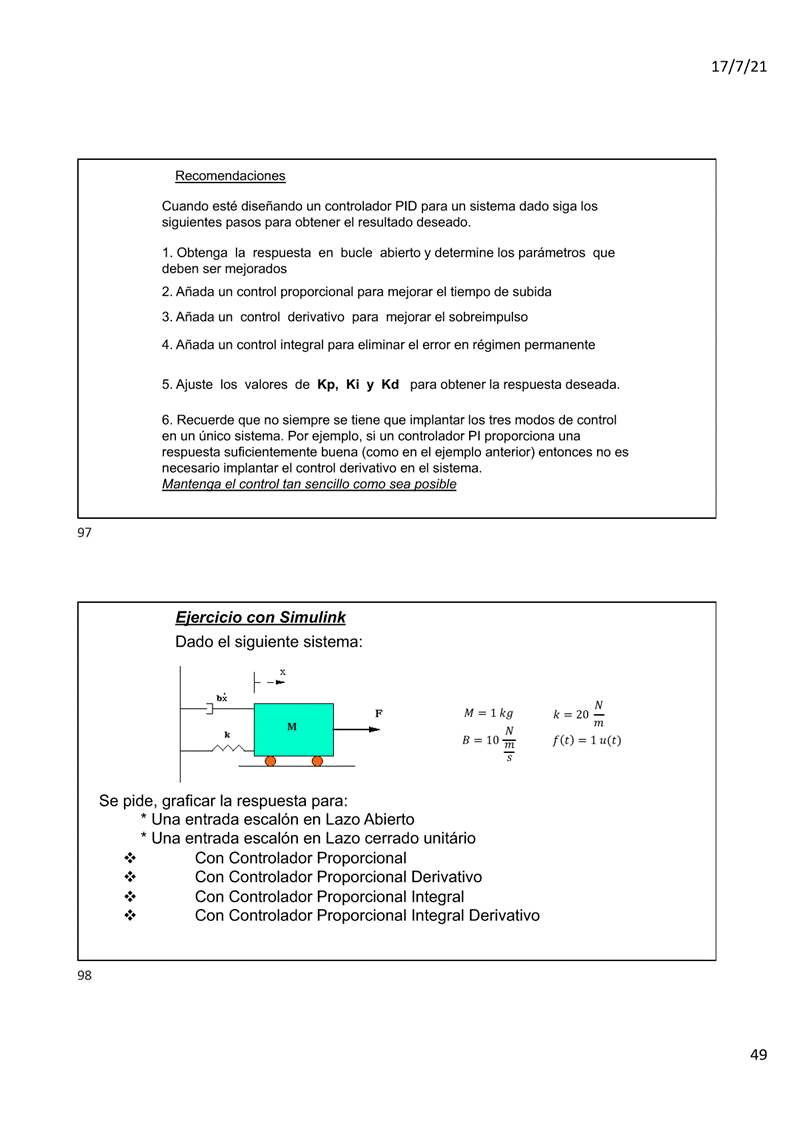 17/7/21
Recomendaciones
Cuando esté diseñando un controlador PID para un sistema dado siga los
siguientes pasos para obtener el resultado deseado.
1. Obtenga la respuesta en bucle abierto y determine los parámetros que
deben ser mejorados
2. Añada un control proporcional para mejorar el tiempo de subida
3. Añada un control derivativo para mejorar el sobreimpulso
4. Añada un control integral para eliminar el error en régimen permanente
5. Ajuste los valores de Kp, Ki y Kd para obtener la respuesta deseada.
6. Recuerde que no siempre se tiene que implantar los tres modos de control
en un único sistema. Por ejemplo, si un controlador PI proporciona una
respuesta suficientemente buena (como en el ejemplo anterior) entonces no es
necesario implantar el control derivativo en el sistema.
Mantenga el control tan sencillo como sea posible
97
Ejercicio con Simulink
Dado el siguiente sistema:
x
bẋ
k
M
F
M = 1 kg
k = 20 N/m
B = 10 N/(m/s)
f(t) = 1 u(t)
Se pide, graficar la respuesta para:
* Una entrada escalón en Lazo Abierto
* Una entrada escalón en Lazo cerrado unitário
❖ Con Controlador Proporcional
❖ Con Controlador Proporcional Derivativo
❖ Con Controlador Proporcional Integral
❖ Con Controlador Proporcional Integral Derivativo
98
49